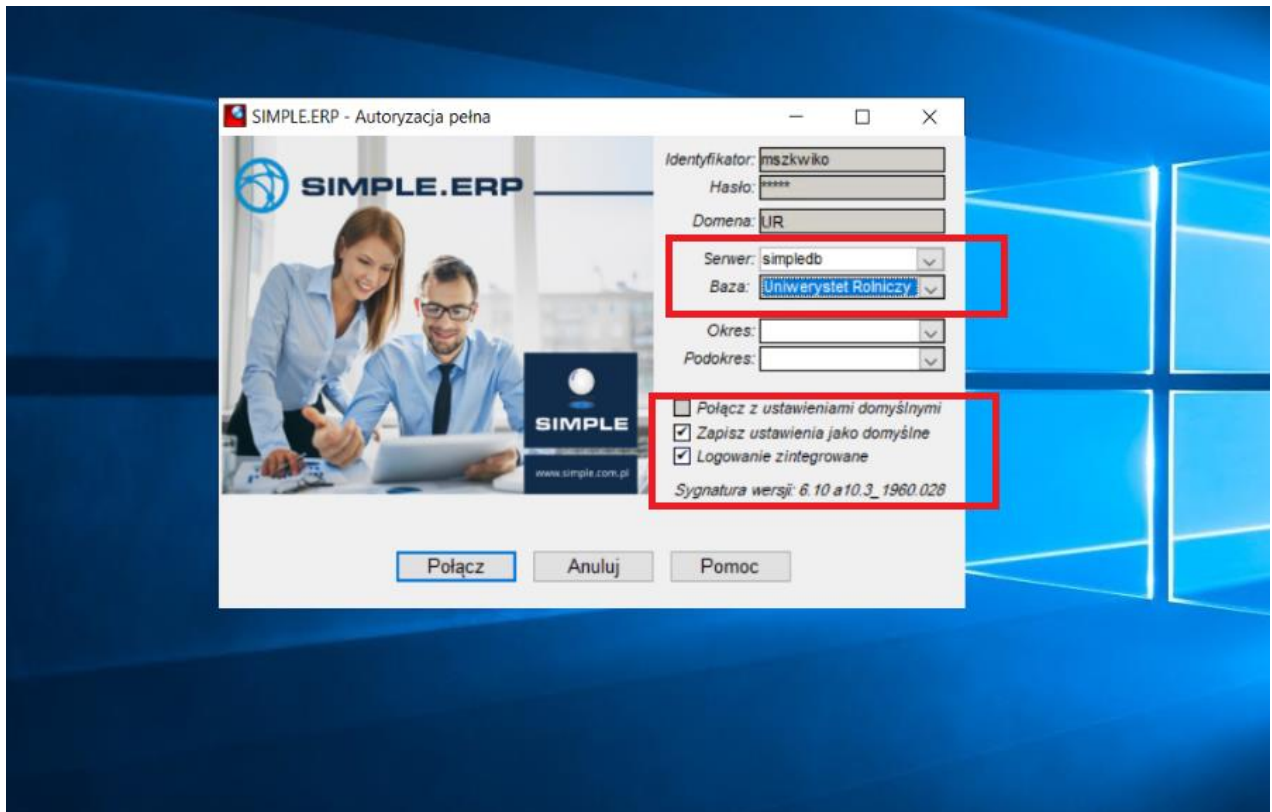 SIMPLE.ERP - Autoryzacja pełna
SIMPLE.ERP
SIMPLE
www.simple.com.pl
Identyfikator: mszkwiko
Hasło: *****
Domena: UR
Serwer: simpledb
Baza: Uniwerystet Rolniczy
Okres:
Podokres:
Połącz z ustawieniami domyślnymi
Zapisz ustawienia jako domyślne
Logowanie zintegrowane
Sygnatura wersji: 6.10 a10.3_1960.028
Połącz Anuluj Pomoc